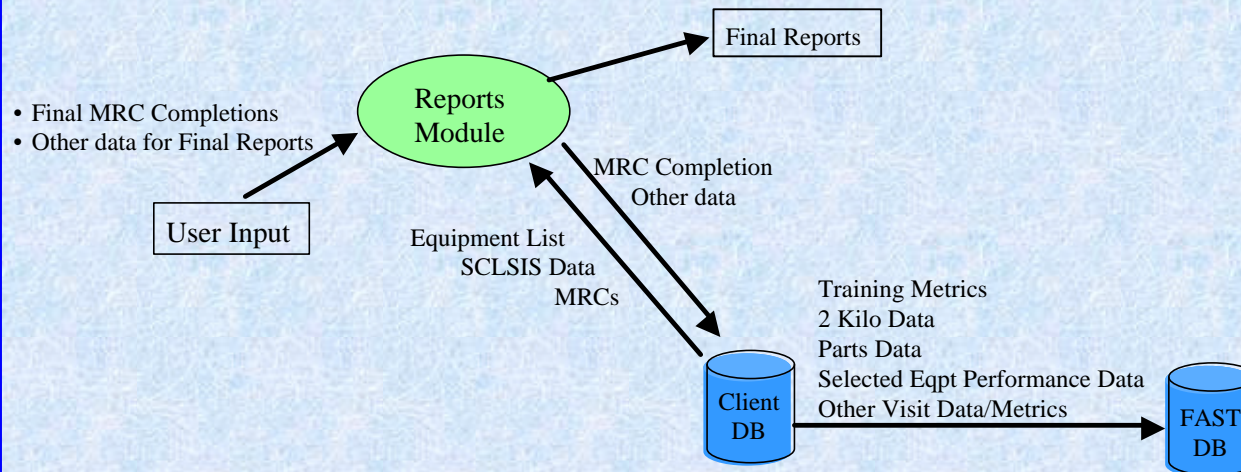 Final Reports
Reports
Module
• Final MRC Completions
• Other data for Final Reports
MRC Completion
Other data
User Input
Equipment List
SCLSIS Data
MRCs
Training Metrics
2 Kilo Data
Parts Data
Selected Eqpt Performance Data
Other Visit Data/Metrics
Client
DB
FAST
DB